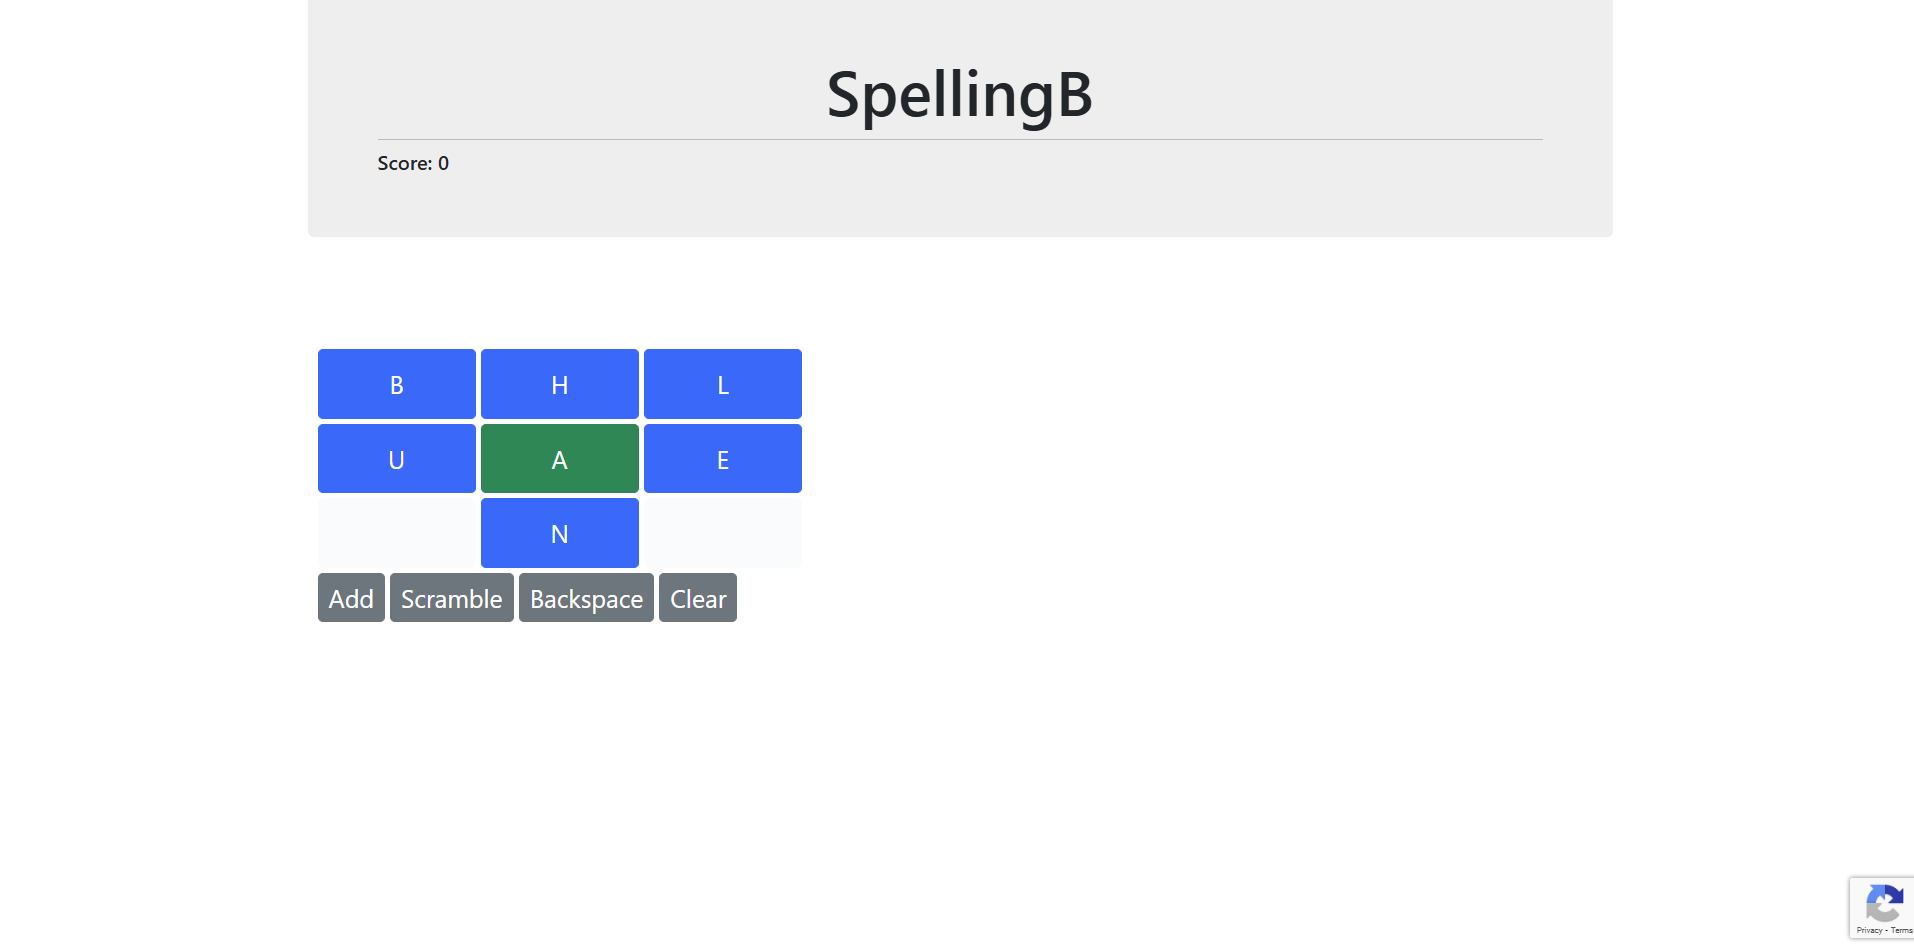 SpellingB
Score: 0
B H L
U A E
N
Add Scramble Backspace Clear
Privacy - Terms